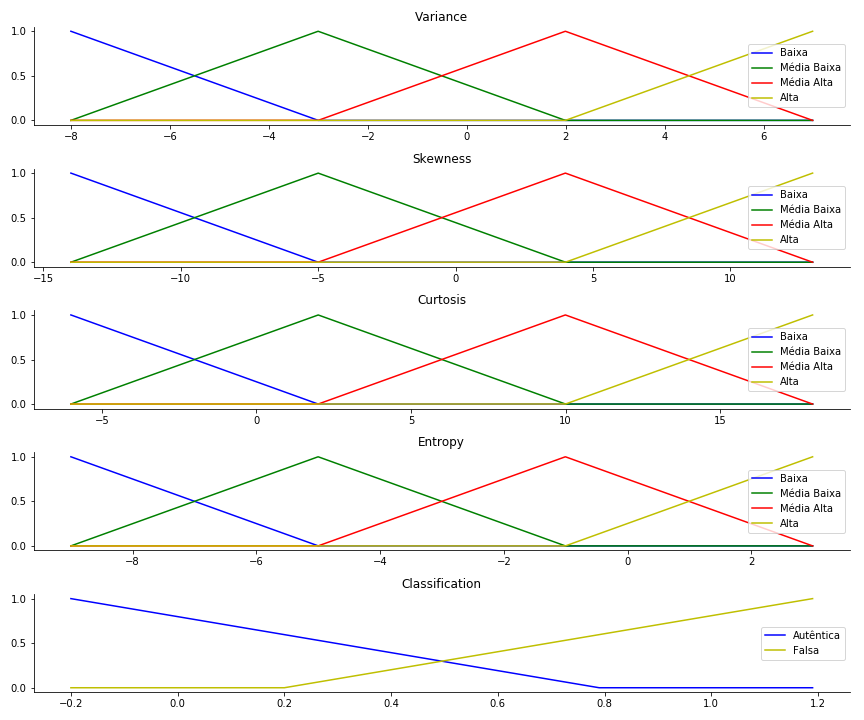 Variance
1.0
0.5
0.0
Baixa
Média Baixa
Média Alta
Alta
−8 −6 −4 −2 0 2 4 6
Skewness
1.0
0.5
0.0
Baixa
Média Baixa
Média Alta
Alta
−15 −10 −5 0 5 10
Curtosis
1.0
0.5
0.0
Baixa
Média Baixa
Média Alta
Alta
−5 0 5 10 15
Entropy
1.0
0.5
0.0
Baixa
Média Baixa
Média Alta
Alta
−8 −6 −4 −2 0 2
Classification
1.0
0.5
0.0
Autêntica
Falsa
−0.2 0.0 0.2 0.4 0.6 0.8 1.0 1.2